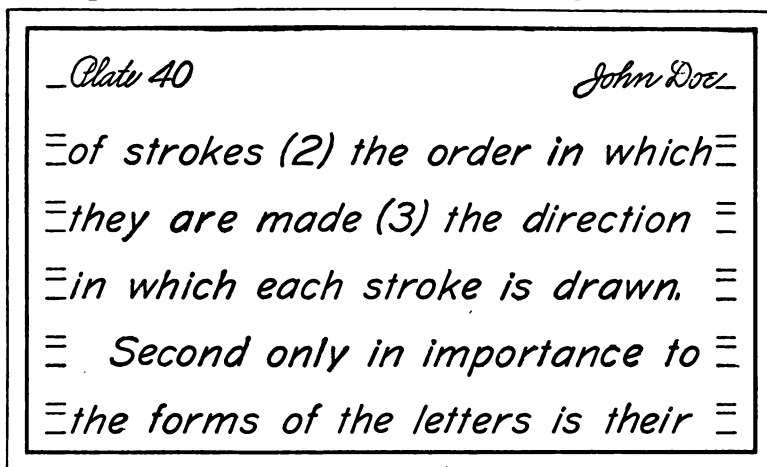 Plate 40 John Doe
of strokes (2) the order in which
they are made (3) the direction
in which each stroke is drawn.
Second only in importance to
the forms of the letters is their